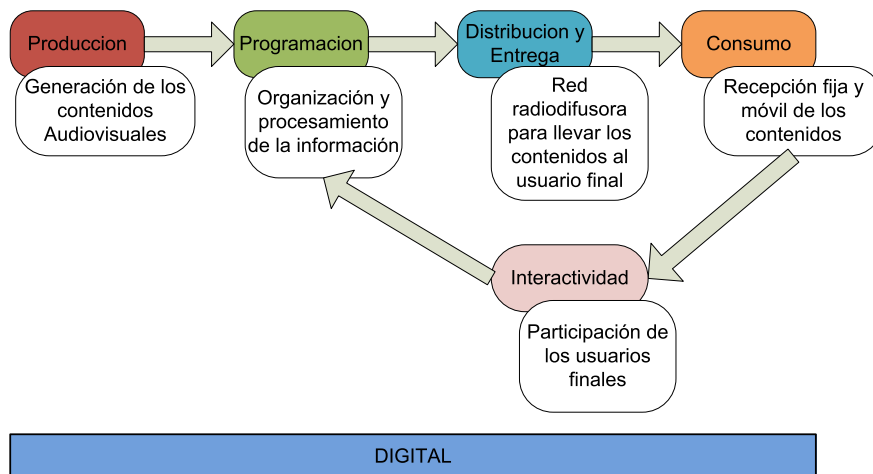 Produccion
Generación de los
contenidos
Audiovisuales
Programacion
Organización y
procesamiento
de la información
Distribucion y
Entrega
Red
radiodifusora
para llevar los
contenidos al
usuario final
Consumo
Recepción fija y
móvil de los
contenidos
Interactividad
Participación de
los usuarios
finales
DIGITAL